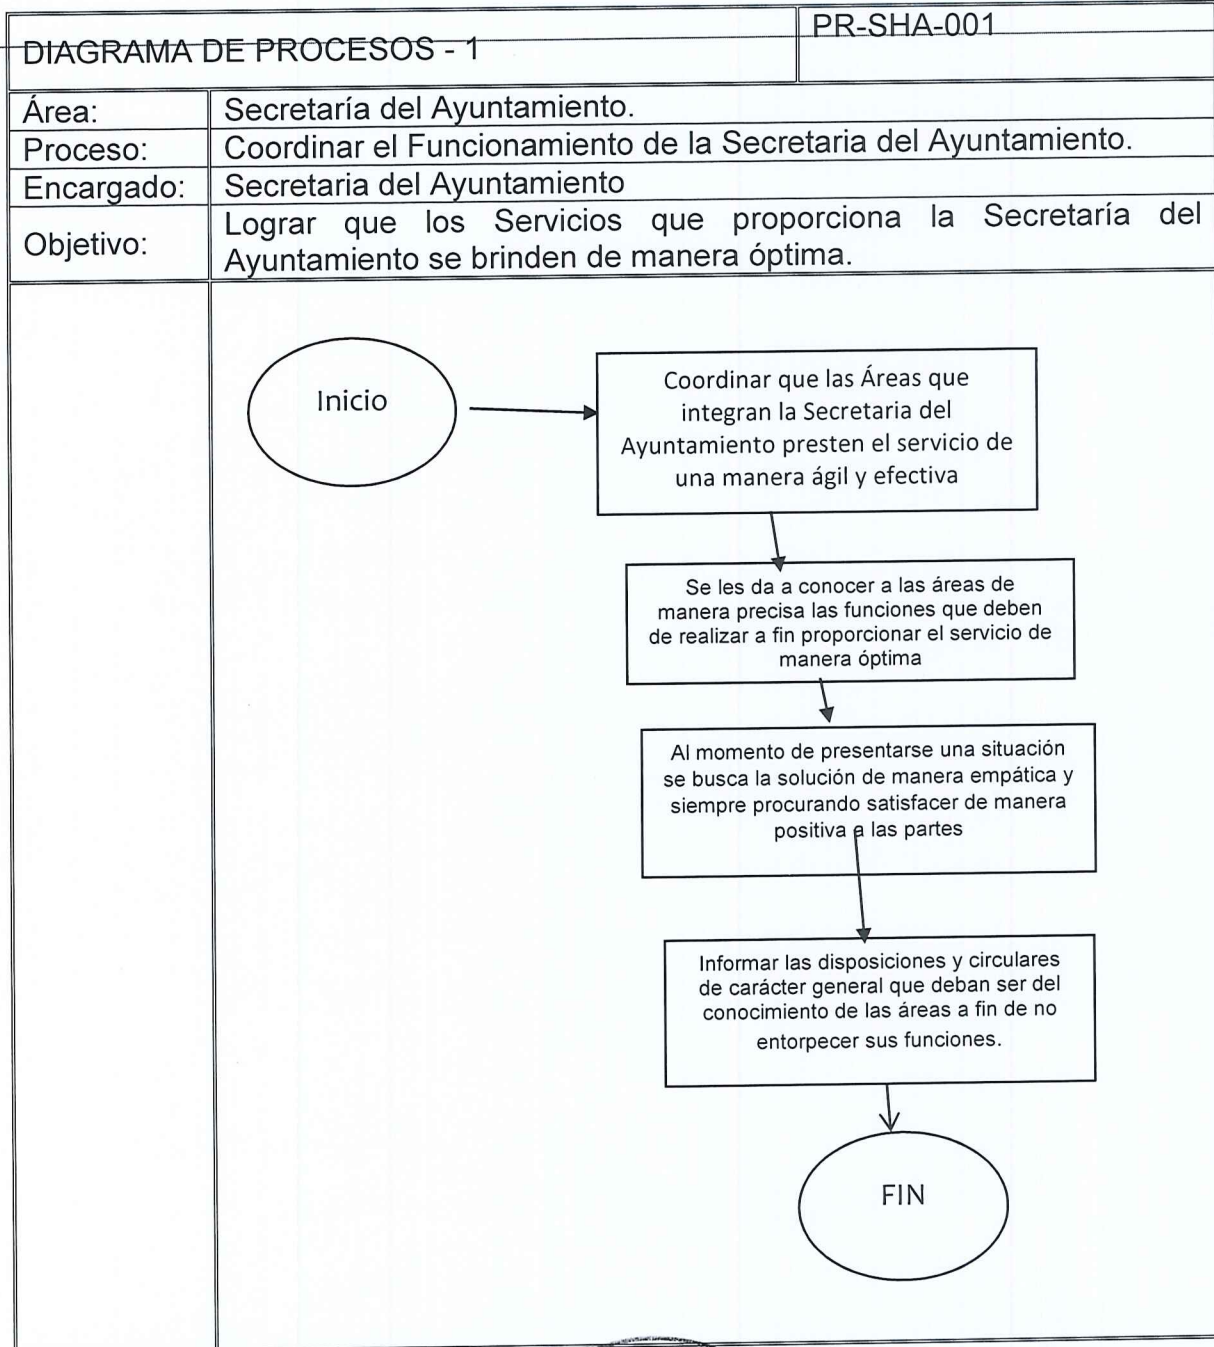 DIAGRAMA DE PROCESOS - 1
PR-SHA-001
Área:
Secretaría del Ayuntamiento.
Proceso:
Coordinar el Funcionamiento de la Secretaria del Ayuntamiento.
Encargado:
Secretaria del Ayuntamiento
Objetivo:
Lograr que los Servicios que proporciona la Secretaría del
Ayuntamiento se brinden de manera óptima.
Inicio
Coordinar que las Áreas que
integran la Secretaria del
Ayuntamiento presten el servicio de
una manera ágil y efectiva
Se les da a conocer a las áreas de
manera precisa las funciones que deben
de realizar a fin proporcionar el servicio de
manera óptima
Al momento de presentarse una situación
se busca la solución de manera empática y
siempre procurando satisfacer de manera
positiva a las partes
Informar las disposiciones y circulares
de carácter general que deban ser del
conocimiento de las áreas a fin de no
entorpecer sus funciones.
FIN